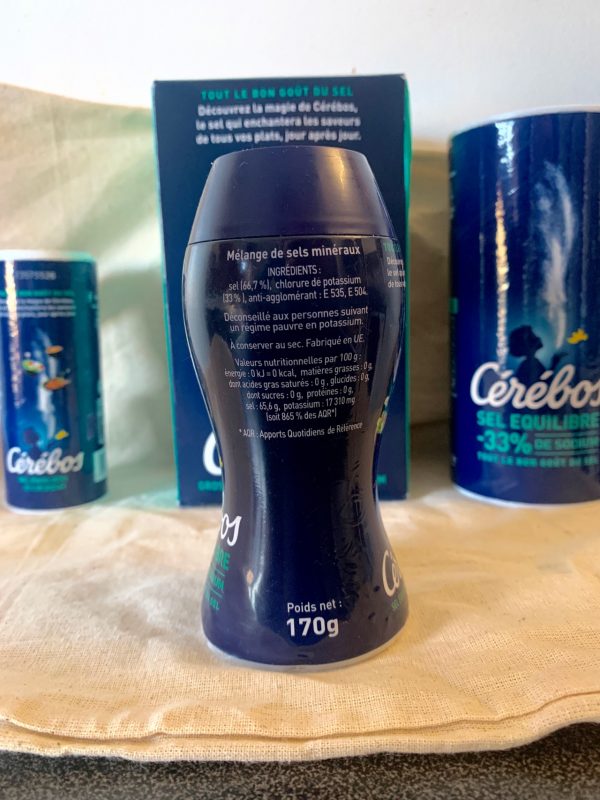 TOUT LE BON GOÛT DU SEL
Découvrez la magie de Cérébos,
le sel qui enchantera les saveurs
de tous vos plats, jour après jour.
Mélange de sels minéraux
INGRÉDIENTS :
sel (66,7 %), chlorure de potassium
(33 %), anti-agglomérant : E 535, E 504.
Déconseillé aux personnes suivant
un régime pauvre en potassium.
A conserver au sec. Fabriqué en UE.
Valeurs nutritionnelles par 100 g :
énergie : 0 kJ = 0 kcal, matières grasses : 0 g,
dont acides gras saturés : 0 g, glucides : 0 g,
dont sucres : 0 g, protéines : 0 g,
sel : 65,6 g, potassium : 17 310 mg
(soit 865 % des AQR*)
* AQR : Apports Quotidiens de Référence
Poids net :
170g
Cérébos
Cérébos
SEL EQUILIBRE
-33% DE SODIUM
TOUT LE BON GOÛT DU SEL